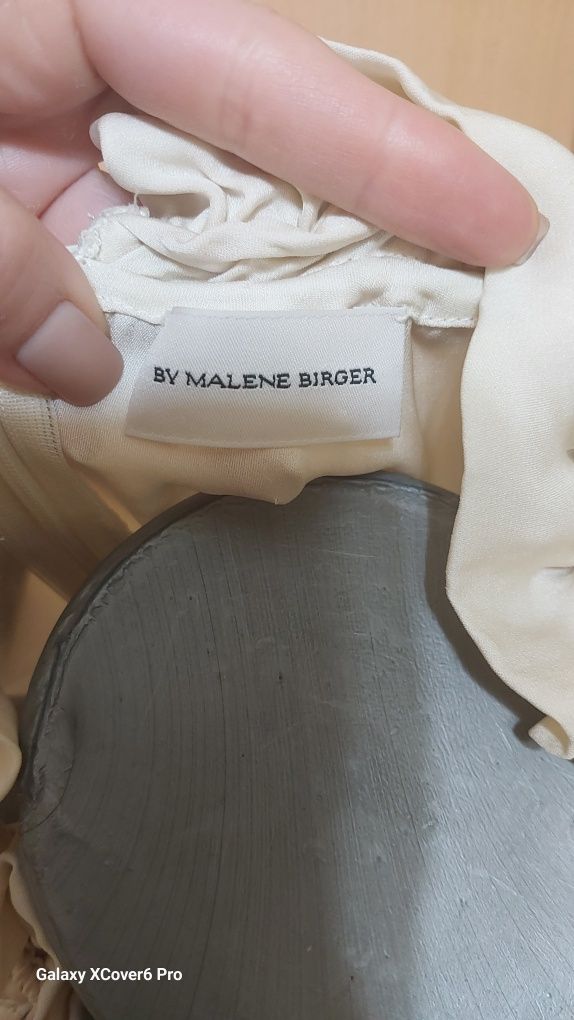 BY MALENE BIRGER
Galaxy XCover6 Pro